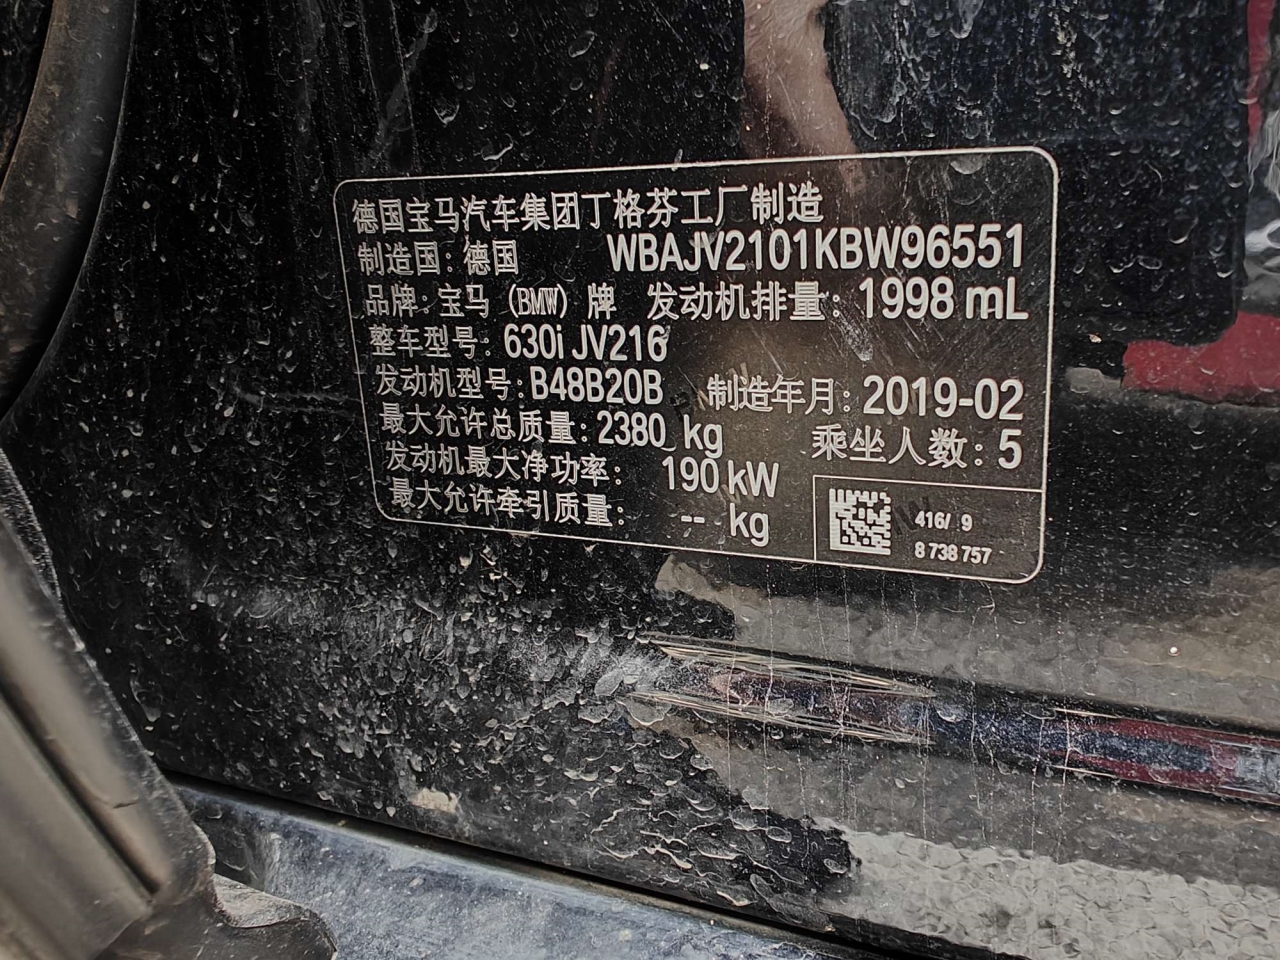 德国宝马汽车集团丁格芬工厂制造
制造国：德国 WBAJV2101KBW96551
品牌：宝马（BMW）牌 发动机排量：1998 mL
整车型号：630i JV216
发动机型号：B48B20B 制造年月：2019-02
最大允许总质量：2380 kg 乘坐人数：5
发动机最大净功率： 190 kW
最大允许牵引质量： -- kg
416/ 9
8 738 757